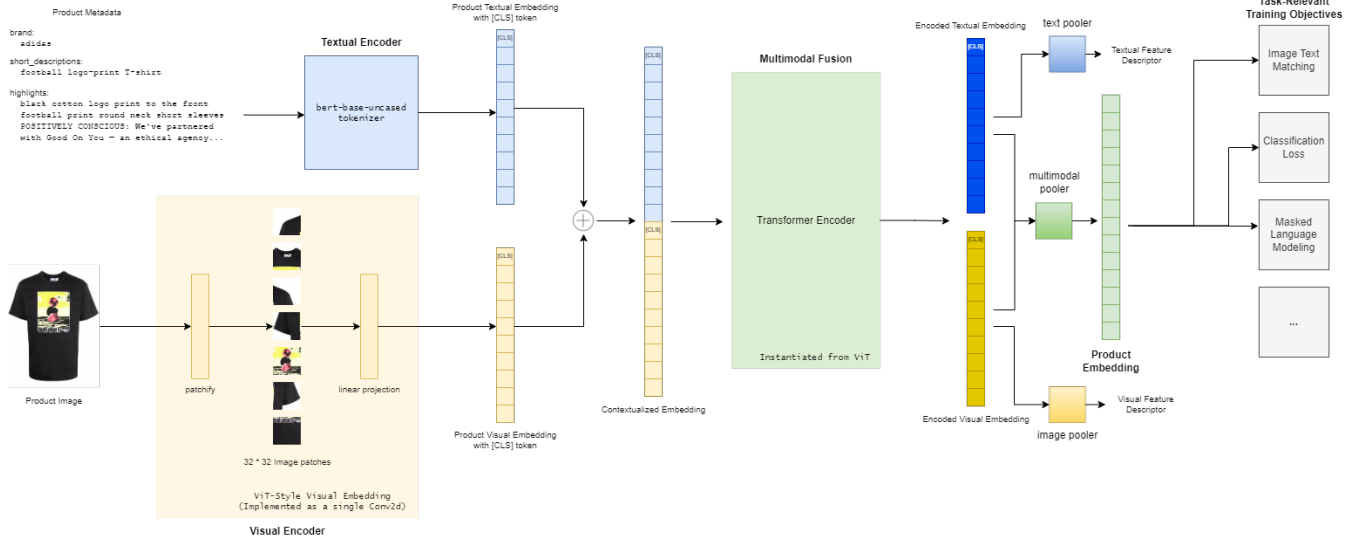 Product Metadata
brand:
adidas
short_descriptions:
football logo-print T-shirt
highlights:
black cotton logo print to the front
football print round neck short sleeves
POSITIVELY CONSCIOUS: We've partnered
with Good On You — an ethical agency...
Textual Encoder
bert-base-uncased
tokenizer
Product Textual Embedding
with [CLS] token
[CLS]
Product Image
patchify
32 * 32 Image patches
linear projection
ViT-Style Visual Embedding
(Implemented as a single Conv2d)
Visual Encoder
[CLS]
Product Visual Embedding
with [CLS] token
[CLS]
[CLS]
Contextualized Embedding
Multimodal Fusion
Transformer Encoder
Instantiated from ViT
Encoded Textual Embedding
[CLS]
[CLS]
Encoded Visual Embedding
text pooler
Textual Feature
Descriptor
multimodal
pooler
image pooler
Visual Feature
Descriptor
Product
Embedding
Task-Relevant
Training Objectives
Image Text
Matching
Classification
Loss
Masked
Language
Modeling
...